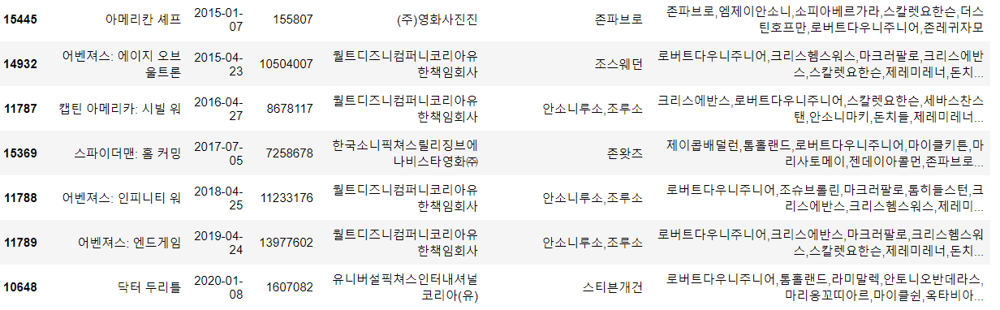 15445 아메리칸 셰프 2015-01-07 155807 (주)영화사진진 존파브로 존파브로,엠제이안소니,소피아베르가라,스칼렛요한슨,더스틴호프만,로버트다우니주니어,존레귀자모
14932 어벤져스: 에이지 오브 울트론 2015-04-23 10504007 월트디즈니컴퍼니코리아유한책임회사 조스웨던 로버트다우니주니어,크리스헴스워스,마크러팔로,크리스에반스,스칼렛요한슨,제레미레너,돈치...
11787 캡틴 아메리카: 시빌 워 2016-04-27 8678117 월트디즈니컴퍼니코리아유한책임회사 안소니루소,조루소 크리스에반스,로버트다우니주니어,스칼렛요한슨,세바스찬스탠,안소니마키,돈치들,제레미레너...
15369 스파이더맨: 홈 커밍 2017-07-05 7258678 한국소니픽쳐스릴리징브에나비스타영화㈜ 존왓츠 제이콥배덜런,톰홀랜드,로버트다우니주니어,마이클키튼,마리사토메이,젠데이아콜먼,존파브로...
11788 어벤져스: 인피니티 워 2018-04-25 11233176 월트디즈니컴퍼니코리아유한책임회사 안소니루소,조루소 로버트다우니주니어,조슈브롤린,마크러팔로,톰히들스턴,크리스에반스,크리스헴스워스,제레미...
11789 어벤져스: 엔드게임 2019-04-24 13977602 월트디즈니컴퍼니코리아유한책임회사 안소니루소,조루소 로버트다우니주니어,크리스에반스,마크러팔로,크리스헴스워스,스칼렛요한슨,제레미레너,돈치...
10648 닥터 두리틀 2020-01-08 1607082 유니버설픽쳐스인터내셔널코리아(유) 스티븐개건 로버트다우니주니어,톰홀랜드,라미말렉,안토니오반데라스,마리옹꼬띠아르,마이클쉰,옥타비아...